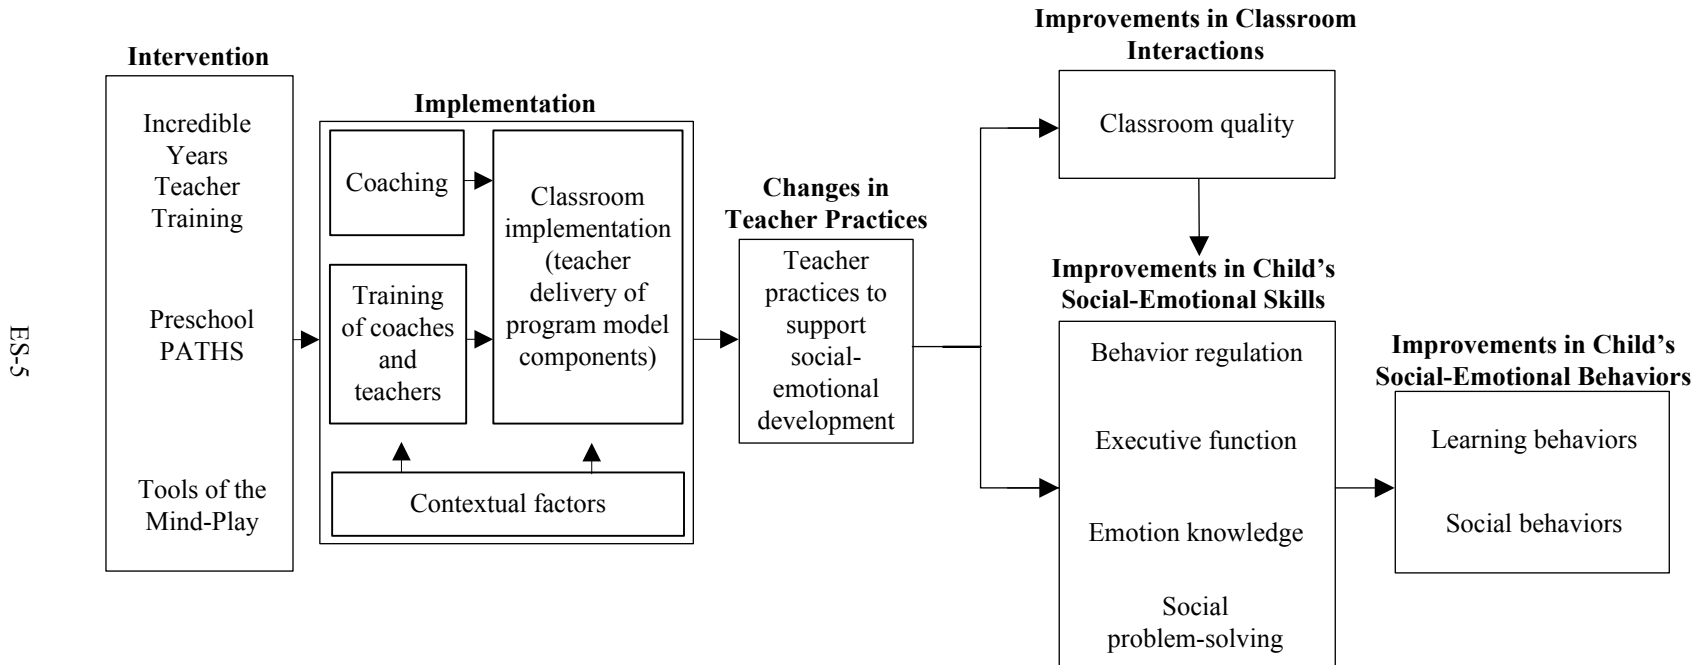 Intervention
Incredible
Years
Teacher
Training
Preschool
PATHS
Tools of the
Mind-Play
Implementation
Coaching
Training
of coaches
and
teachers
Classroom
implementation
(teacher
delivery of
program model
components)
Contextual factors
Changes in
Teacher Practices
Teacher
practices to
support
social-
emotional
development
Improvements in Classroom
Interactions
Classroom quality
Improvements in Child’s
Social-Emotional Skills
Behavior regulation
Executive function
Emotion knowledge
Social
problem-solving
Improvements in Child’s
Social-Emotional Behaviors
Learning behaviors
Social behaviors
ES-5